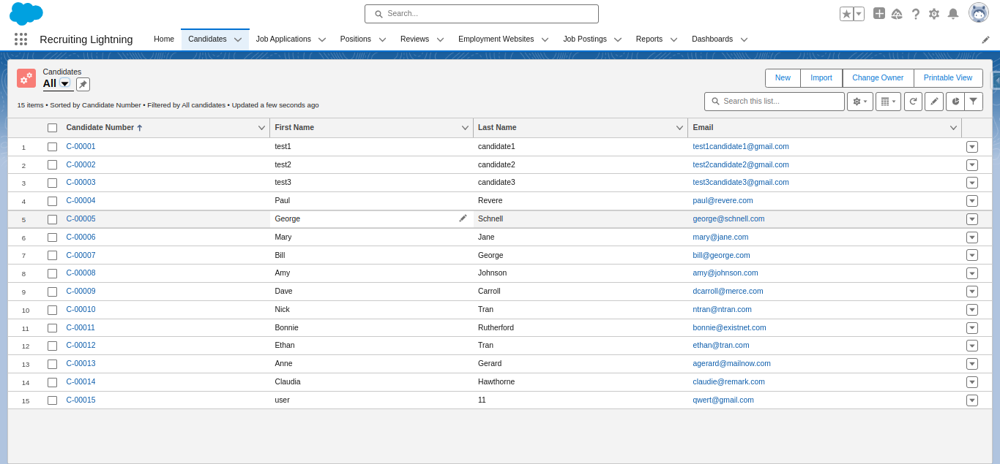 Search...
Recruiting Lightning Home Candidates Job Applications Positions Reviews Employment Websites Job Postings Reports Dashboards
Candidates
All
New Import Change Owner Printable View
15 items • Sorted by Candidate Number • Filtered by All candidates • Updated a few seconds ago
Search this list...
Candidate Number First Name Last Name Email
1 C-00001 test1 candidate1 test1candidate1@gmail.com
2 C-00002 test2 candidate2 test2candidate2@gmail.com
3 C-00003 test3 candidate3 test3candidate3@gmail.com
4 C-00004 Paul Revere paul@revere.com
5 C-00005 George Schnell george@schnell.com
6 C-00006 Mary Jane mary@jane.com
7 C-00007 Bill George bill@george.com
8 C-00008 Amy Johnson amy@johnson.com
9 C-00009 Dave Carroll dcarroll@merce.com
10 C-00010 Nick Tran ntran@ntran.com
11 C-00011 Bonnie Rutherford bonnie@existnet.com
12 C-00012 Ethan Tran ethan@tran.com
13 C-00013 Anne Gerard agerard@mailnow.com
14 C-00014 Claudia Hawthorne claudie@remark.com
15 C-00015 user 11 qwert@gmail.com